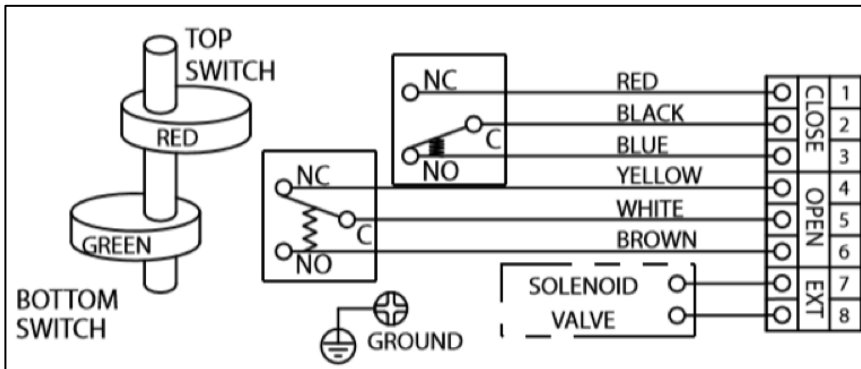 TOP
SWITCH
RED
GREEN
BOTTOM
SWITCH
NC
C
NO
NC
C
NO
GROUND
RED
BLACK
BLUE
YELLOW
WHITE
BROWN
SOLENOID
VALVE
CLOSE
OPEN
EXT
1
2
3
4
5
6
7
8